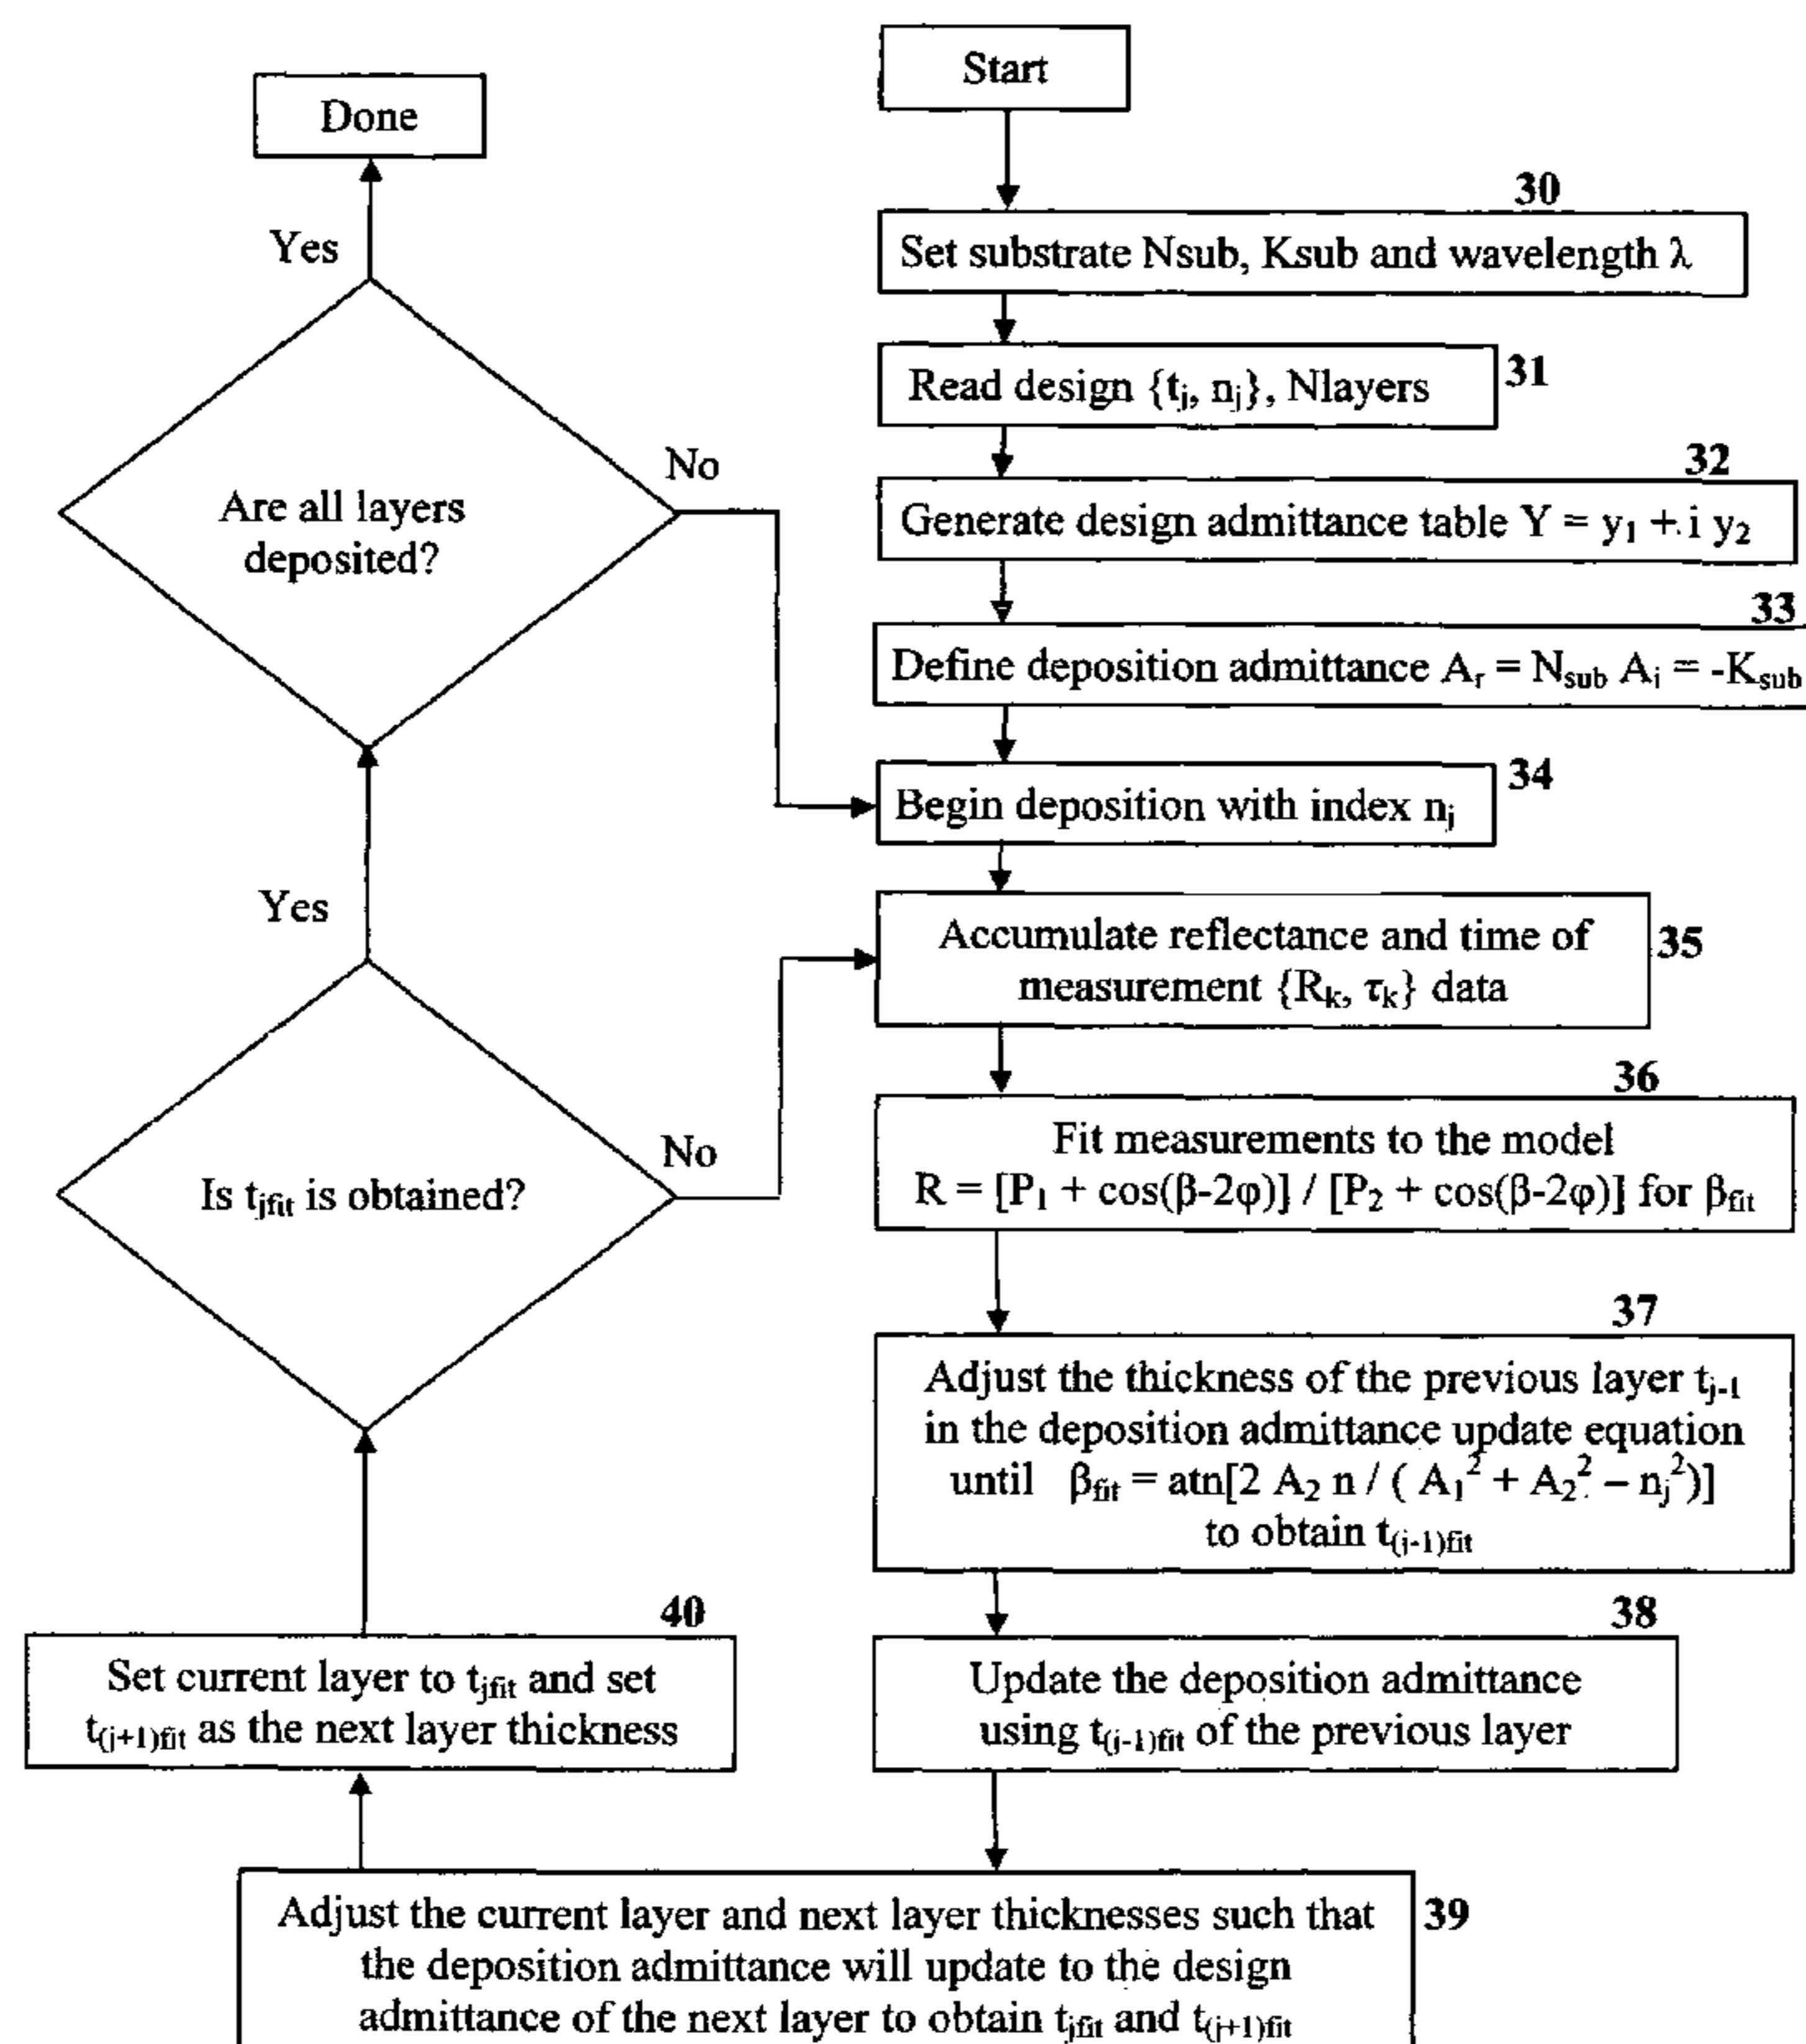 Start
30
Set substrate Nsub, Ksub and wavelength λ
Read design {tj, nj}, Nlayers
31
32
Generate design admittance table Y = y1 + i y2
33
Define deposition admittance Ar = Nsub Ai = -Ksub
34
Begin deposition with index nj
Accumulate reflectance and time of
measurement {Rk, τk} data
35
36
Fit measurements to the model
R = [P1 + cos(β-2φ)] / [P2 + cos(β-2φ)] for βfit
37
Adjust the thickness of the previous layer tj-1
in the deposition admittance update equation
until βfit = atn[2 A2 n / ( A1² + A2² – nj²)]
to obtain t(j-1)fit
38
Update the deposition admittance
using t(j-1)fit of the previous layer
Adjust the current layer and next layer thicknesses such that
the deposition admittance will update to the design
admittance of the next layer to obtain tjfit and t(j+1)fit
39
40
Set current layer to tjfit and set
t(j+1)fit as the next layer thickness
Is tjfit is obtained?
No
Yes
Are all layers
deposited?
No
Yes
Done